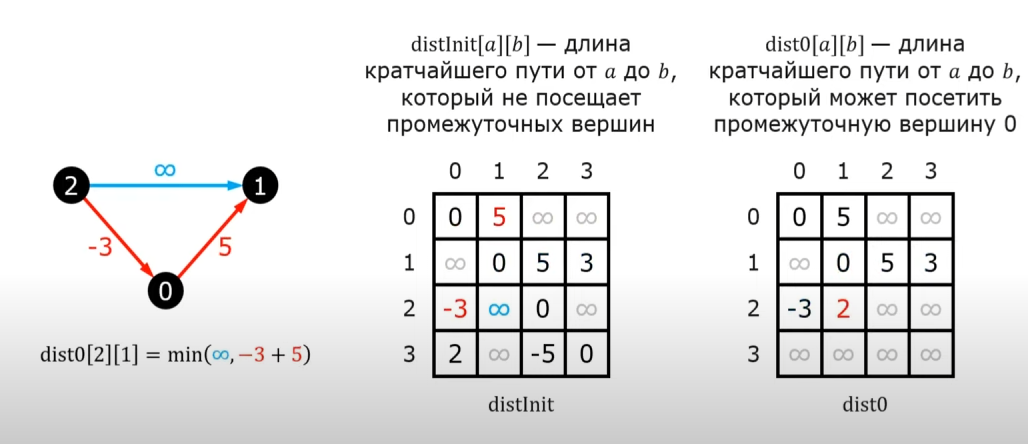 distInit[a][b] — длина
кратчайшего пути от a до b,
который не посещает
промежуточных вершин
dist0[a][b] — длина
кратчайшего пути от a до b,
который может посетить
промежуточную вершину 0
2 ∞ 1
-3 5
0
dist0[2][1] = min(∞, −3 + 5)
0 1 2 3
0 0 5 ∞ ∞
1 ∞ 0 5 3
2 -3 ∞ 0 ∞
3 2 ∞ -5 0
distInit
0 1 2 3
0 0 5 ∞ ∞
1 ∞ 0 5 3
2 -3 2 ∞ ∞
3 ∞ ∞ ∞ ∞
dist0